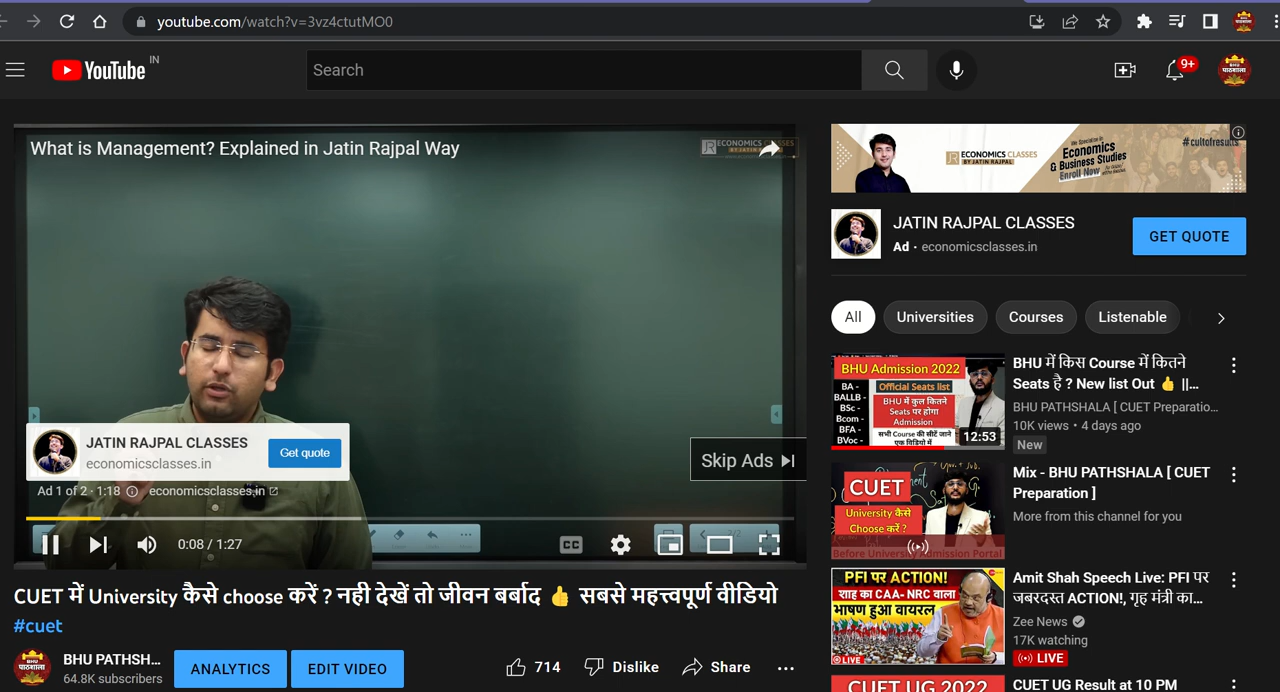 youtube.com/watch?v=3vz4ctutMO0
YouTube IN
Search
9+
What is Management? Explained in Jatin Rajpal Way
ECONOMICS CLASSES
JATIN RAJPAL CLASSES
economicsclasses.in
Get quote
Skip Ads
Ad 1 of 2 · 1:18 economicsclasses.in
0:08 / 1:27
CC
CUET में University कैसे choose करें ? नही देखें तो जीवन बर्बाद 👍 सबसे महत्त्वपूर्ण वीडियो
#cuet
BHU PATHSH...
64.8K subscribers
ANALYTICS
EDIT VIDEO
714
Dislike
Share
ECONOMICS CLASSES
BY JATIN RAJPAL
We Specialise in
Economics
& Business Studies
Enroll Now
#cultofresults
JATIN RAJPAL CLASSES
Ad · economicsclasses.in
GET QUOTE
All Universities Courses Listenable
BHU Admission 2022
BA -
BALLB -
BSc -
Bcom -
BFA -
BVoc -
Official Seats list
BHU में कुल कितने
Seats पर होगा
Admission
सभी Course की सीटें जाने
एक विडियो में
12:53
BHU में किस Course में कितने
Seats है ? New list Out 👍 ||...
BHU PATHSHALA [ CUET Preparatio...
10K views • 4 days ago
New
CUET
University कैसे
Choose करें ?
Before University Admission Portal
Mix - BHU PATHSHALA [ CUET
Preparation ]
More from this channel for you
PFI पर ACTION!
शाह का CAA- NRC वाला
भाषण हुआ वायरल
LIVE
Amit Shah Speech Live: PFI पर
जबरदस्त ACTION!, गृह मंत्री का...
Zee News
17K watching
LIVE
CUET UG 2022
CUET UG Result at 10 PM